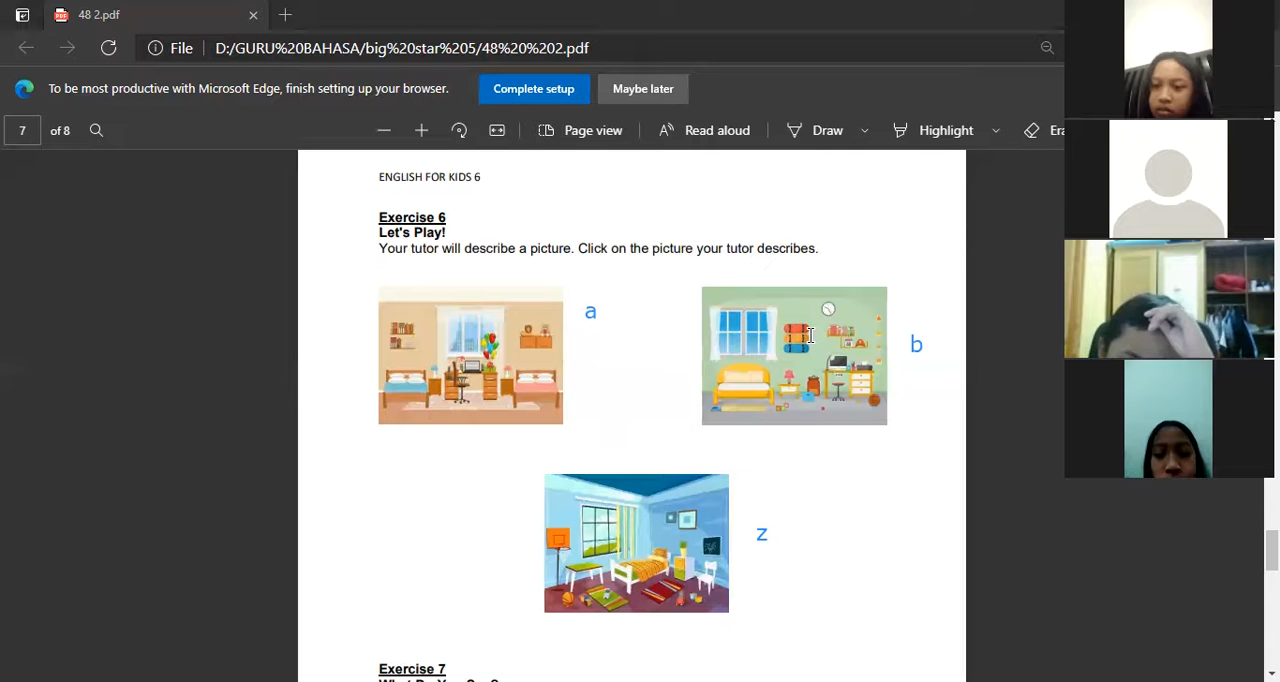 48 2.pdf
File D:/GURU%20BAHASA/big%20star%205/48%20%202.pdf
To be most productive with Microsoft Edge, finish setting up your browser. Complete setup Maybe later
7 of 8 Page view Read aloud Draw Highlight
ENGLISH FOR KIDS 6
Exercise 6
Let's Play!
Your tutor will describe a picture. Click on the picture your tutor describes.
a
b
z
Exercise 7